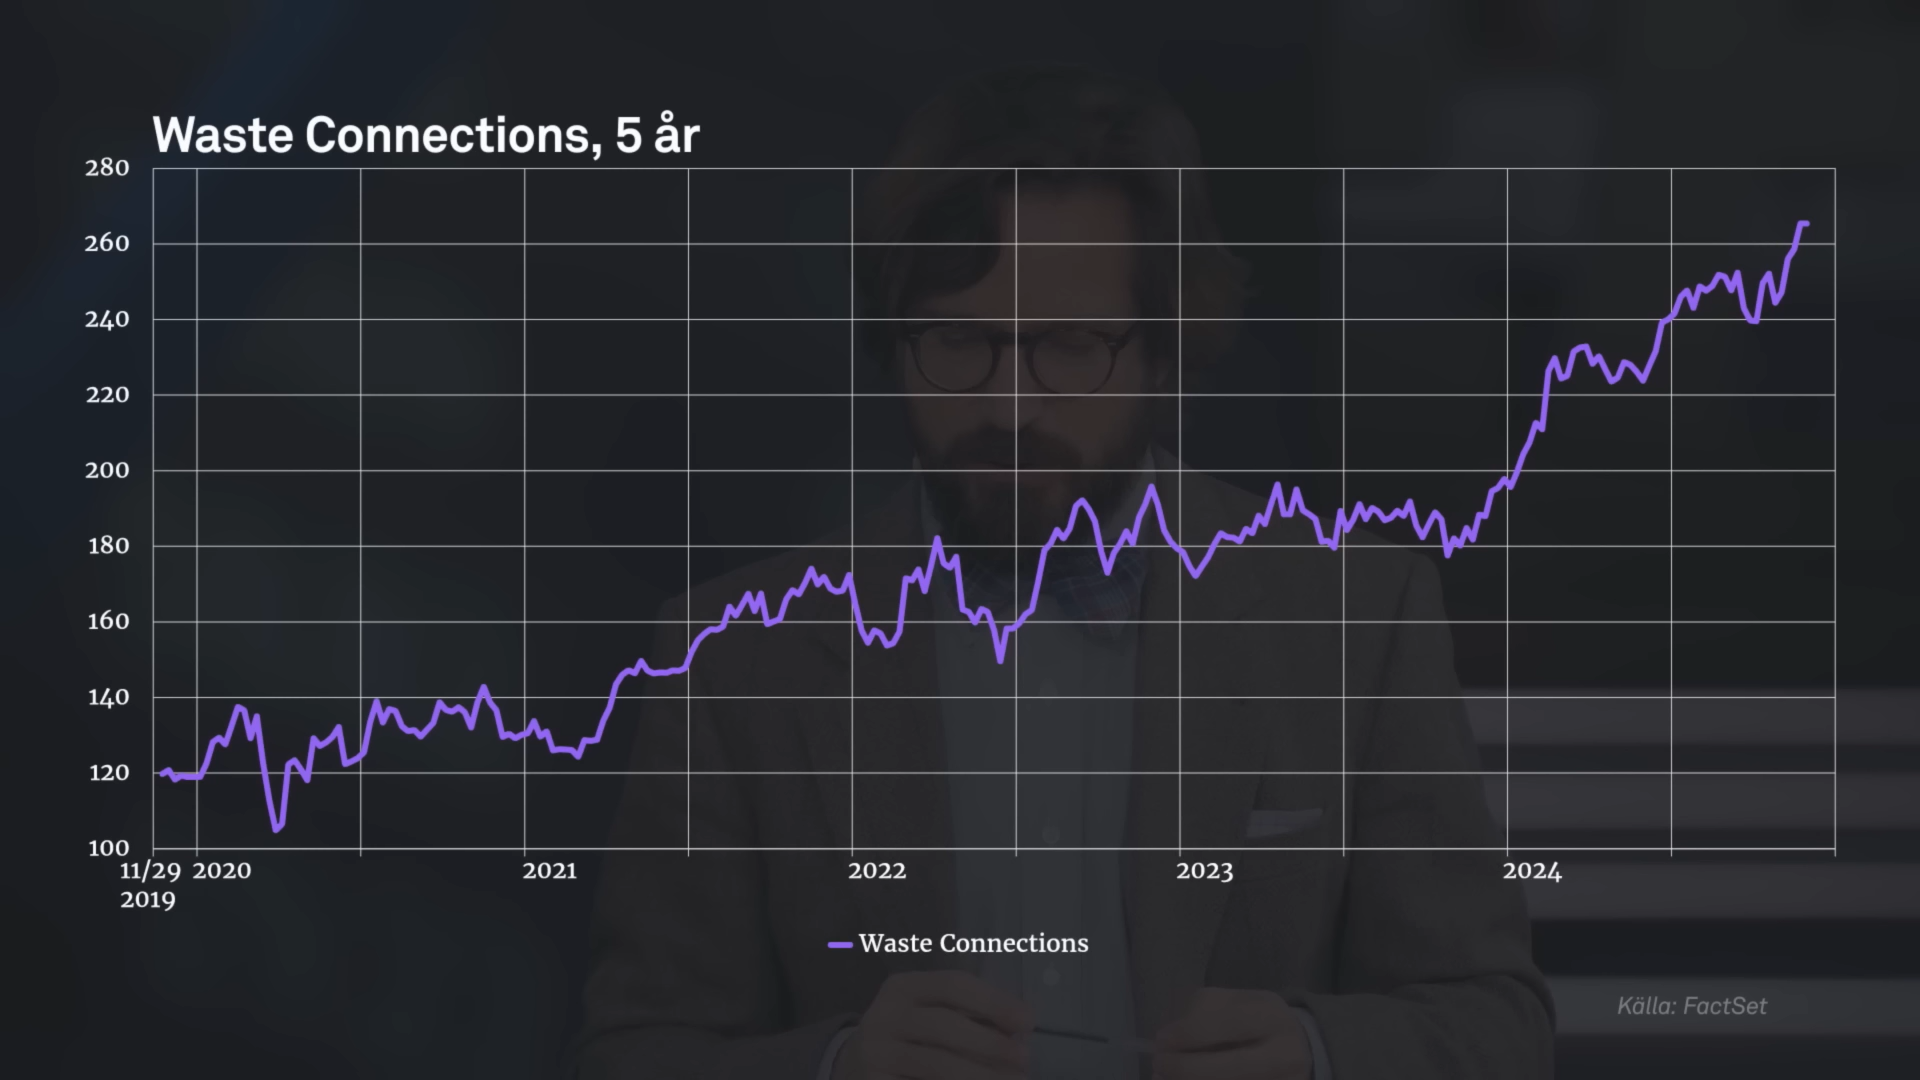 Waste Connections, 5 år
280
260
240
220
200
180
160
140
120
100
11/29 2020 2021 2022 2023 2024
2019
Waste Connections
Källa: FactSet